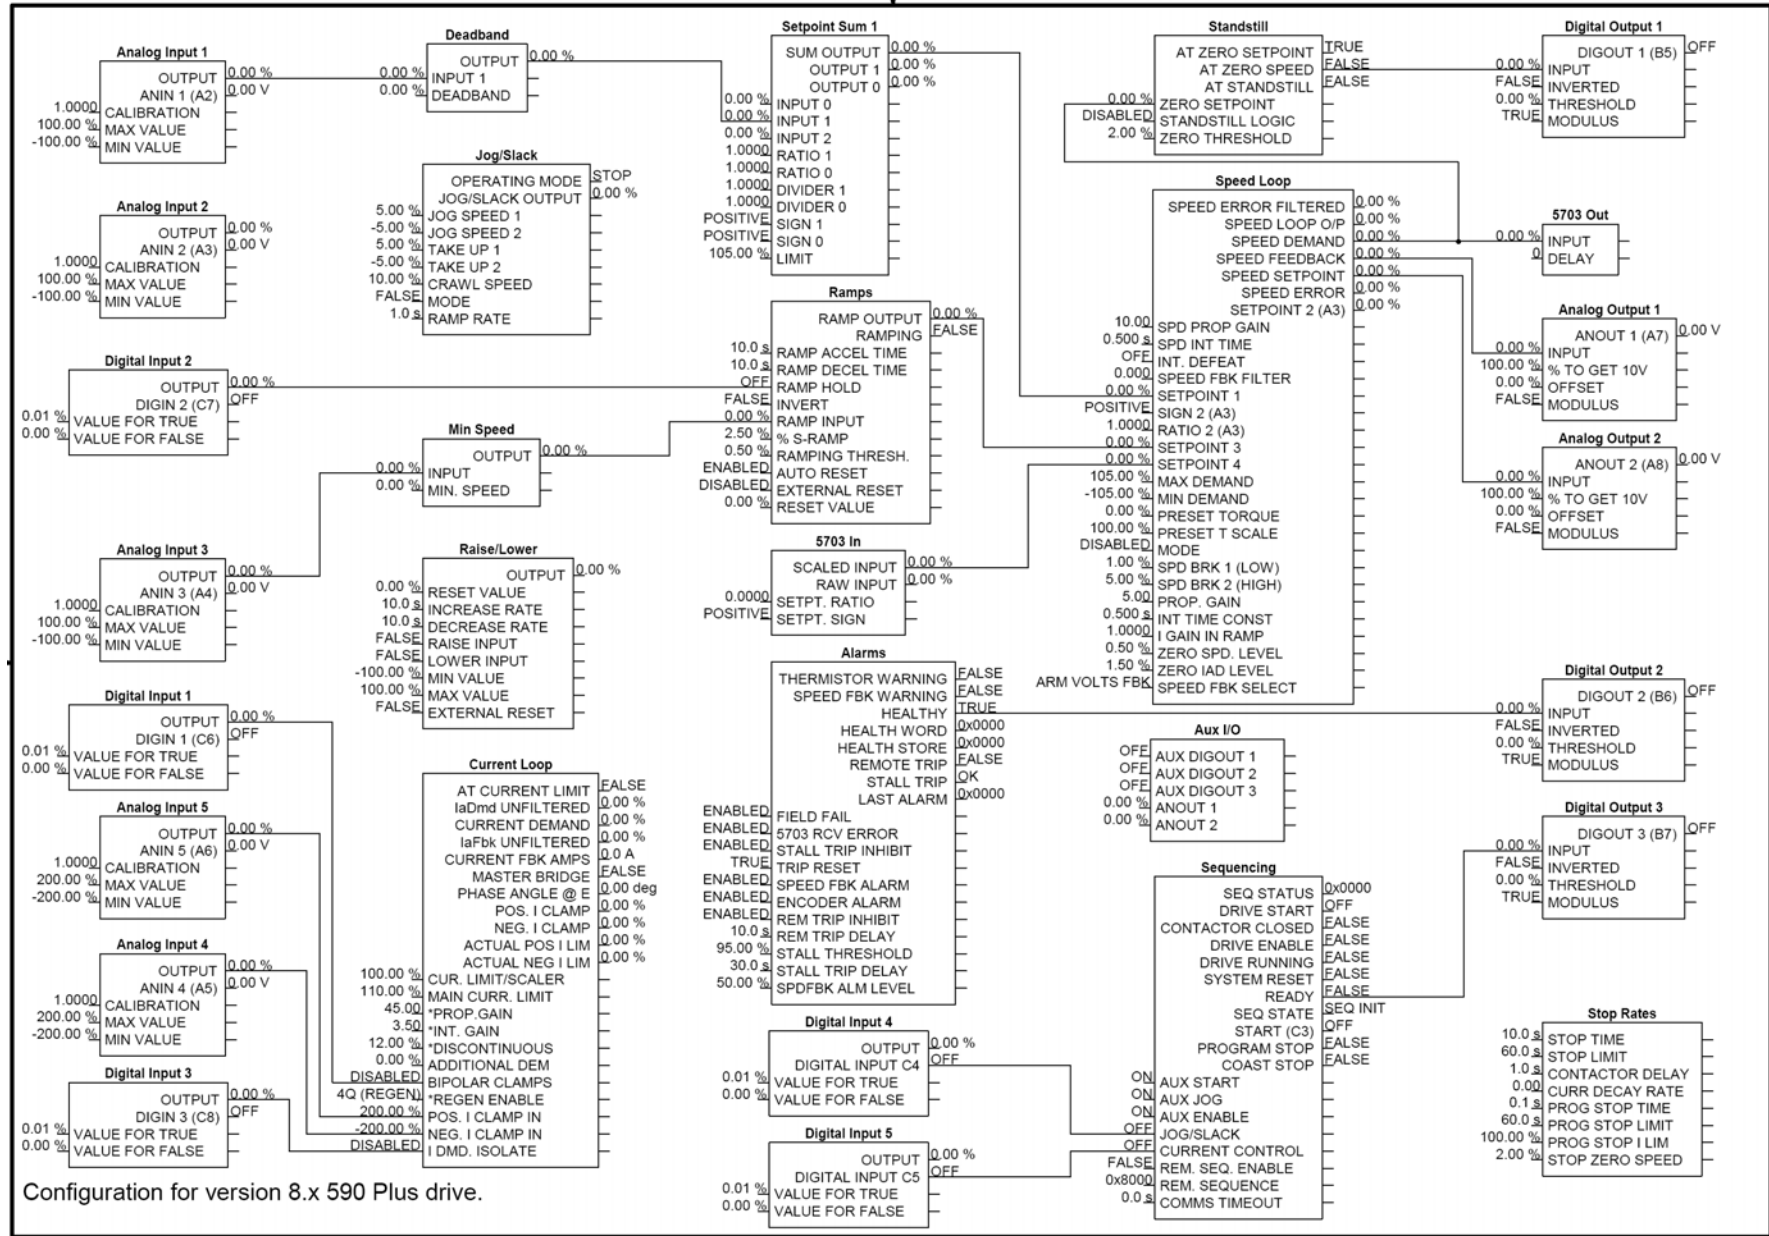 Analog Input 1
OUTPUT 0.00 %
ANIN 1 (A2) 0.00 V
1.0000 CALIBRATION
100.00 % MAX VALUE
-100.00 % MIN VALUE
Analog Input 2
OUTPUT 0.00 %
ANIN 2 (A3) 0.00 V
1.0000 CALIBRATION
100.00 % MAX VALUE
-100.00 % MIN VALUE
Digital Input 2
OUTPUT 0.00 %
DIGIN 2 (C7) OFF
0.01 % VALUE FOR TRUE
0.00 % VALUE FOR FALSE
Analog Input 3
OUTPUT 0.00 %
ANIN 3 (A4) 0.00 V
1.0000 CALIBRATION
100.00 % MAX VALUE
-100.00 % MIN VALUE
Digital Input 1
OUTPUT 0.00 %
DIGIN 1 (C6) OFF
0.01 % VALUE FOR TRUE
0.00 % VALUE FOR FALSE
Analog Input 5
OUTPUT 0.00 %
ANIN 5 (A6) 0.00 V
1.0000 CALIBRATION
200.00 % MAX VALUE
-200.00 % MIN VALUE
Analog Input 4
OUTPUT 0.00 %
ANIN 4 (A5) 0.00 V
1.0000 CALIBRATION
200.00 % MAX VALUE
-200.00 % MIN VALUE
Digital Input 3
OUTPUT 0.00 %
DIGIN 3 (C8) OFF
0.01 % VALUE FOR TRUE
0.00 % VALUE FOR FALSE
Configuration for version 8.x 590 Plus drive.
Deadband
OUTPUT 0.00 %
0.00 % INPUT 1
0.00 % DEADBAND
Jog/Slack
OPERATING MODE STOP
JOG/SLACK OUTPUT 0.00 %
5.00 % JOG SPEED 1
-5.00 % JOG SPEED 2
5.00 % TAKE UP 1
-5.00 % TAKE UP 2
10.00 % CRAWL SPEED
FALSE MODE
1.0 s RAMP RATE
Min Speed
OUTPUT 0.00 %
0.00 % INPUT
0.00 % MIN. SPEED
Raise/Lower
OUTPUT 0.00 %
0.00 % RESET VALUE
10.0 s INCREASE RATE
10.0 s DECREASE RATE
FALSE RAISE INPUT
FALSE LOWER INPUT
-100.00 % MIN VALUE
100.00 % MAX VALUE
FALSE EXTERNAL RESET
Current Loop
AT CURRENT LIMIT FALSE
IaDmd UNFILTERED 0.00 %
CURRENT DEMAND 0.00 %
IaFbk UNFILTERED 0.00 %
CURRENT FBK AMPS 0.0 A
MASTER BRIDGE FALSE
PHASE ANGLE @ E 0.00 deg
POS. I CLAMP 0.00 %
NEG. I CLAMP 0.00 %
ACTUAL POS I LIM 0.00 %
ACTUAL NEG I LIM 0.00 %
100.00 % CUR. LIMIT/SCALER
110.00 % MAIN CURR. LIMIT
45.00 *PROP.GAIN
3.50 *INT. GAIN
12.00 % *DISCONTINUOUS
0.00 % ADDITIONAL DEM
DISABLED BIPOLAR CLAMPS
4Q (REGEN) *REGEN ENABLE
200.00 % POS. I CLAMP IN
-200.00 % NEG. I CLAMP IN
DISABLED I DMD. ISOLATE
Setpoint Sum 1
SUM OUTPUT 0.00 %
OUTPUT 1 0.00 %
OUTPUT 0 0.00 %
0.00 % INPUT 0
0.00 % INPUT 1
0.00 % INPUT 2
1.0000 RATIO 1
1.0000 RATIO 0
1.0000 DIVIDER 1
1.0000 DIVIDER 0
POSITIVE SIGN 1
POSITIVE SIGN 0
105.00 % LIMIT
Ramps
RAMP OUTPUT 0.00 %
RAMPING FALSE
10.0 s RAMP ACCEL TIME
10.0 s RAMP DECEL TIME
OFF RAMP HOLD
FALSE INVERT
0.00 % RAMP INPUT
2.50 % % S-RAMP
0.50 % RAMPING THRESH.
ENABLED AUTO RESET
DISABLED EXTERNAL RESET
0.00 % RESET VALUE
5703 In
SCALED INPUT 0.00 %
RAW INPUT 0.00 %
0.0000 SETPT. RATIO
POSITIVE SETPT. SIGN
Alarms
THERMISTOR WARNING FALSE
SPEED FBK WARNING FALSE
HEALTHY TRUE
HEALTH WORD 0x0000
HEALTH STORE 0x0000
REMOTE TRIP FALSE
STALL TRIP OK
LAST ALARM 0x0000
ENABLED FIELD FAIL
ENABLED 5703 RCV ERROR
ENABLED STALL TRIP INHIBIT
TRUE TRIP RESET
ENABLED SPEED FBK ALARM
ENABLED ENCODER ALARM
ENABLED REM TRIP INHIBIT
10.0 s REM TRIP DELAY
95.00 % STALL THRESHOLD
30.0 s STALL TRIP DELAY
50.00 % SPDFBK ALM LEVEL
Digital Input 4
OUTPUT 0.00 %
DIGITAL INPUT C4 OFF
0.01 % VALUE FOR TRUE
0.00 % VALUE FOR FALSE
Digital Input 5
OUTPUT 0.00 %
DIGITAL INPUT C5 OFF
0.01 % VALUE FOR TRUE
0.00 % VALUE FOR FALSE
Standstill
AT ZERO SETPOINT TRUE
AT ZERO SPEED FALSE
AT STANDSTILL FALSE
0.00 % ZERO SETPOINT
DISABLED STANDSTILL LOGIC
2.00 % ZERO THRESHOLD
Speed Loop
SPEED ERROR FILTERED 0.00 %
SPEED LOOP O/P 0.00 %
SPEED DEMAND 0.00 %
SPEED FEEDBACK 0.00 %
SPEED SETPOINT 0.00 %
SPEED ERROR 0.00 %
SETPOINT 2 (A3) 0.00 %
10.00 SPD PROP GAIN
0.500 s SPD INT TIME
OFF INT. DEFEAT
0.000 SPEED FBK FILTER
0.00 % SETPOINT 1
POSITIVE SIGN 2 (A3)
1.0000 RATIO 2 (A3)
0.00 % SETPOINT 3
0.00 % SETPOINT 4
105.00 % MAX DEMAND
-105.00 % MIN DEMAND
0.00 % PRESET TORQUE
100.00 % PRESET T SCALE
DISABLED MODE
1.00 % SPD BRK 1 (LOW)
5.00 % SPD BRK 2 (HIGH)
5.00 PROP. GAIN
0.500 s INT TIME CONST
1.0000 I GAIN IN RAMP
0.50 % ZERO SPD. LEVEL
1.50 % ZERO IAD LEVEL
ARM VOLTS FBK SPEED FBK SELECT
Aux I/O
OFF AUX DIGOUT 1
OFF AUX DIGOUT 2
OFF AUX DIGOUT 3
0.00 % ANOUT 1
0.00 % ANOUT 2
Sequencing
SEQ STATUS 0x0000
DRIVE START OFF
CONTACTOR CLOSED FALSE
DRIVE ENABLE FALSE
DRIVE RUNNING FALSE
SYSTEM RESET FALSE
READY FALSE
SEQ STATE SEQ INIT
START (C3) OFF
PROGRAM STOP FALSE
COAST STOP FALSE
ON AUX START
ON AUX JOG
ON AUX ENABLE
OFF JOG/SLACK
OFF CURRENT CONTROL
FALSE REM. SEQ. ENABLE
0x8000 REM. SEQUENCE
0.0 s COMMS TIMEOUT
Digital Output 1
DIGOUT 1 (B5) OFF
0.00 % INPUT
FALSE INVERTED
0.00 % THRESHOLD
TRUE MODULUS
5703 Out
0.00 % INPUT
0 DELAY
Analog Output 1
ANOUT 1 (A7) 0.00 V
0.00 % INPUT
100.00 % % TO GET 10V
0.00 % OFFSET
FALSE MODULUS
Analog Output 2
ANOUT 2 (A8) 0.00 V
0.00 % INPUT
100.00 % % TO GET 10V
0.00 % OFFSET
FALSE MODULUS
Digital Output 2
DIGOUT 2 (B6) OFF
0.00 % INPUT
FALSE INVERTED
0.00 % THRESHOLD
TRUE MODULUS
Digital Output 3
DIGOUT 3 (B7) OFF
0.00 % INPUT
FALSE INVERTED
0.00 % THRESHOLD
TRUE MODULUS
Stop Rates
10.0 s STOP TIME
60.0 s STOP LIMIT
1.0 s CONTACTOR DELAY
0.00 CURR DECAY RATE
0.1 s PROG STOP TIME
60.0 s PROG STOP LIMIT
100.00 % PROG STOP I LIM
2.00 % STOP ZERO SPEED